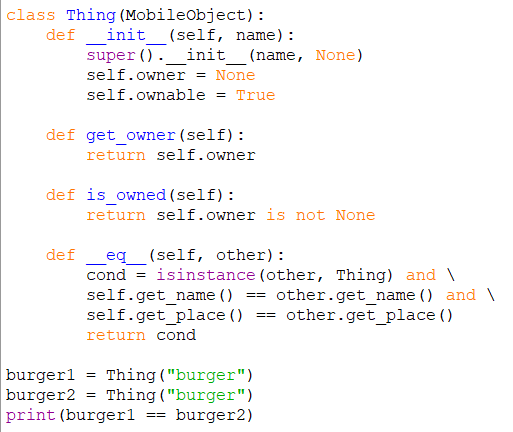 class Thing(MobileObject):
    def __init__(self, name):
        super().__init__(name, None)
        self.owner = None
        self.ownable = True

    def get_owner(self):
        return self.owner

    def is_owned(self):
        return self.owner is not None

    def __eq__(self, other):
        cond = isinstance(other, Thing) and \
        self.get_name() == other.get_name() and \
        self.get_place() == other.get_place()
        return cond

burger1 = Thing("burger")
burger2 = Thing("burger")
print(burger1 == burger2)